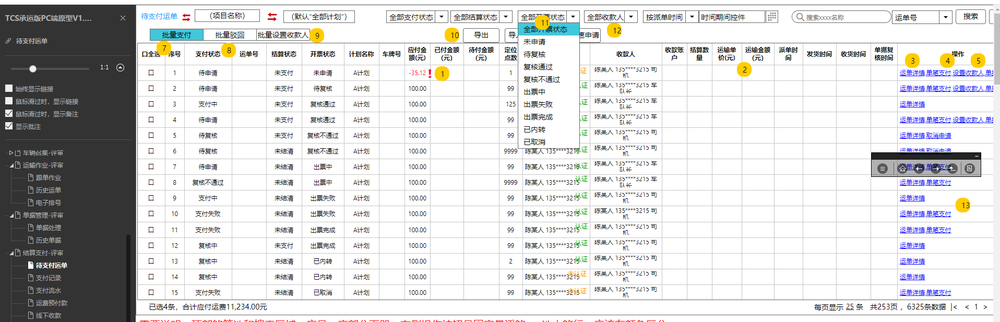 TCS承运版PC端原型V1....
待支付运单
1:1
始终显示链接
鼠标滑过时，显示链接
鼠标滑过时，显示备注
显示批注
车辆召集-评审
运输作业-评审
跟单作业
历史运单
电子排号
单据管理-评审
单据处理
历史单据
结算支付-评审
待支付运单
支付记录
支付流水
运费预付款
线下收款
待支付运单 (项目名称) (默认“全部计划”) 全部支付状态 全部结算状态 全部开票状态 全部收款人 按派单时间 时间期间控件 搜索xxxx名称 运单号 搜索
批量支付 批量驳回 批量设置收款人 9 10 导出 申请 12
11
全部开票状态
未申请
待复核
复核通过
复核不通过
出票中
出票失败
出票完成
已内转
已取消
口全选 7 序号 支付状态 8 运单号 结算状态 开票状态 计划名称 车牌号 应付金额(元) 已付金额(元) 待付金额(元) 定位点数 收款人 收款账户 结算数量 运输单价(元) 运输金额(元) 派单时间 发货时间 收货时间 单据复核时间 操作 3 4 5
口 1 待申请 未支付 未申请 A计划 -35.12 ! 1 1 证 陈某人 135****3215 司机 2 运单详情,单笔支付,设置收款人,单据
口 2 待申请 未支付 待复核 A计划 100.00 99 证 陈某人 135****3215 车队长 运单详情,单笔支付,设置收款人,单据
口 3 支付中 未支付 复核通过 A计划 100.00 125 证 陈某人 135****3215 司机 运单详情
口 4 待申请 未支付 复核通过 A计划 100.00 99 证 陈某人 135****3215 车队长 运单详情,单笔支付,设置收款人,单据
口 5 待复核 未支付 复核不通过 A计划 100.00 99 证 陈某人 135****3215 司机 运单详情,取消申请
口 6 待复核 未结清 复核不通过 A计划 100.00 9999 陈某人 135****3215 认证 陈某人 135****3215 司机 运单详情,取消申请
口 7 待申请 未结清 出票中 A计划 100.00 99 陈某人 135****3215 认证 陈某人 135****3215 车队长 运单详情,单笔支付
口 8 复核不通过 未结清 出票中 A计划 100.00 9999 陈某人 135****3215 认证 陈某人 135****3215 车队长 运单详情,单笔支付
口 9 支付中 未结清 出票失败 A计划 100.00 99 陈某人 135****3215 认证 陈某人 135****3215 司机 运单详情
13
口 10 支付失败 未结清 出票失败 A计划 100.00 99 陈某人 135****3215 认证 陈某人 135****3215 司机 运单详情,单笔支付
口 11 支付失败 未结清 出票完成 A计划 100.00 99 陈某人 135****3215 认证 陈某人 135****3215 司机 运单详情,单笔支付
口 12 复核中 未支付 出票完成 A计划 100.00 99 陈某人 135****3215 认证 陈某人 135****3215 司机 运单详情
口 13 复核中 未结清 已内转 A计划 100.00 2 陈某人 135****3215 认证 陈某人 135****3215 司机 运单详情
口 14 复核中 未结清 已内转 A计划 100.00 99 陈某人 135****3215 未认证 陈某人 135****3215 司机 运单详情
口 15 支付失败 未结清 已取消 A计划 100.00 99 陈某人 135****3215 未认证 陈某人 135****3215 司机 运单详情,单笔支付
已选4条，合计应付运费11,234.00元 每页显示 25 条 共253页 ，6325条数据 |< < 1 >